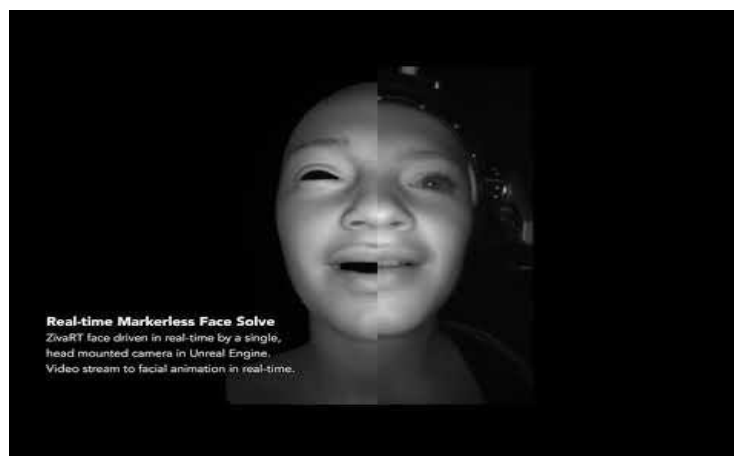 Real-time Markerless Face Solve
ZivaRT face driven in real-time by a single,
head mounted camera in Unreal Engine.
Video stream to facial animation in real-time.